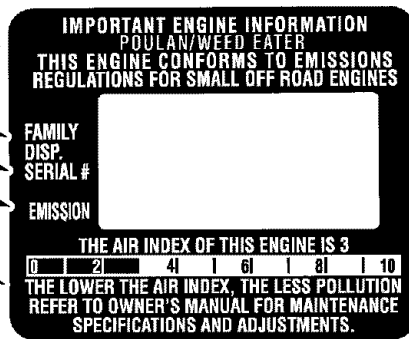 IMPORTANT ENGINE INFORMATION
POULAN/WEED EATER
THIS ENGINE CONFORMS TO EMISSIONS
REGULATIONS FOR SMALL OFF ROAD ENGINES
FAMILY
DISP.
SERIAL #
EMISSION
THE AIR INDEX OF THIS ENGINE IS 3
0 2 4 6 8 10
THE LOWER THE AIR INDEX, THE LESS POLLUTION
REFER TO OWNER'S MANUAL FOR MAINTENANCE
SPECIFICATIONS AND ADJUSTMENTS.